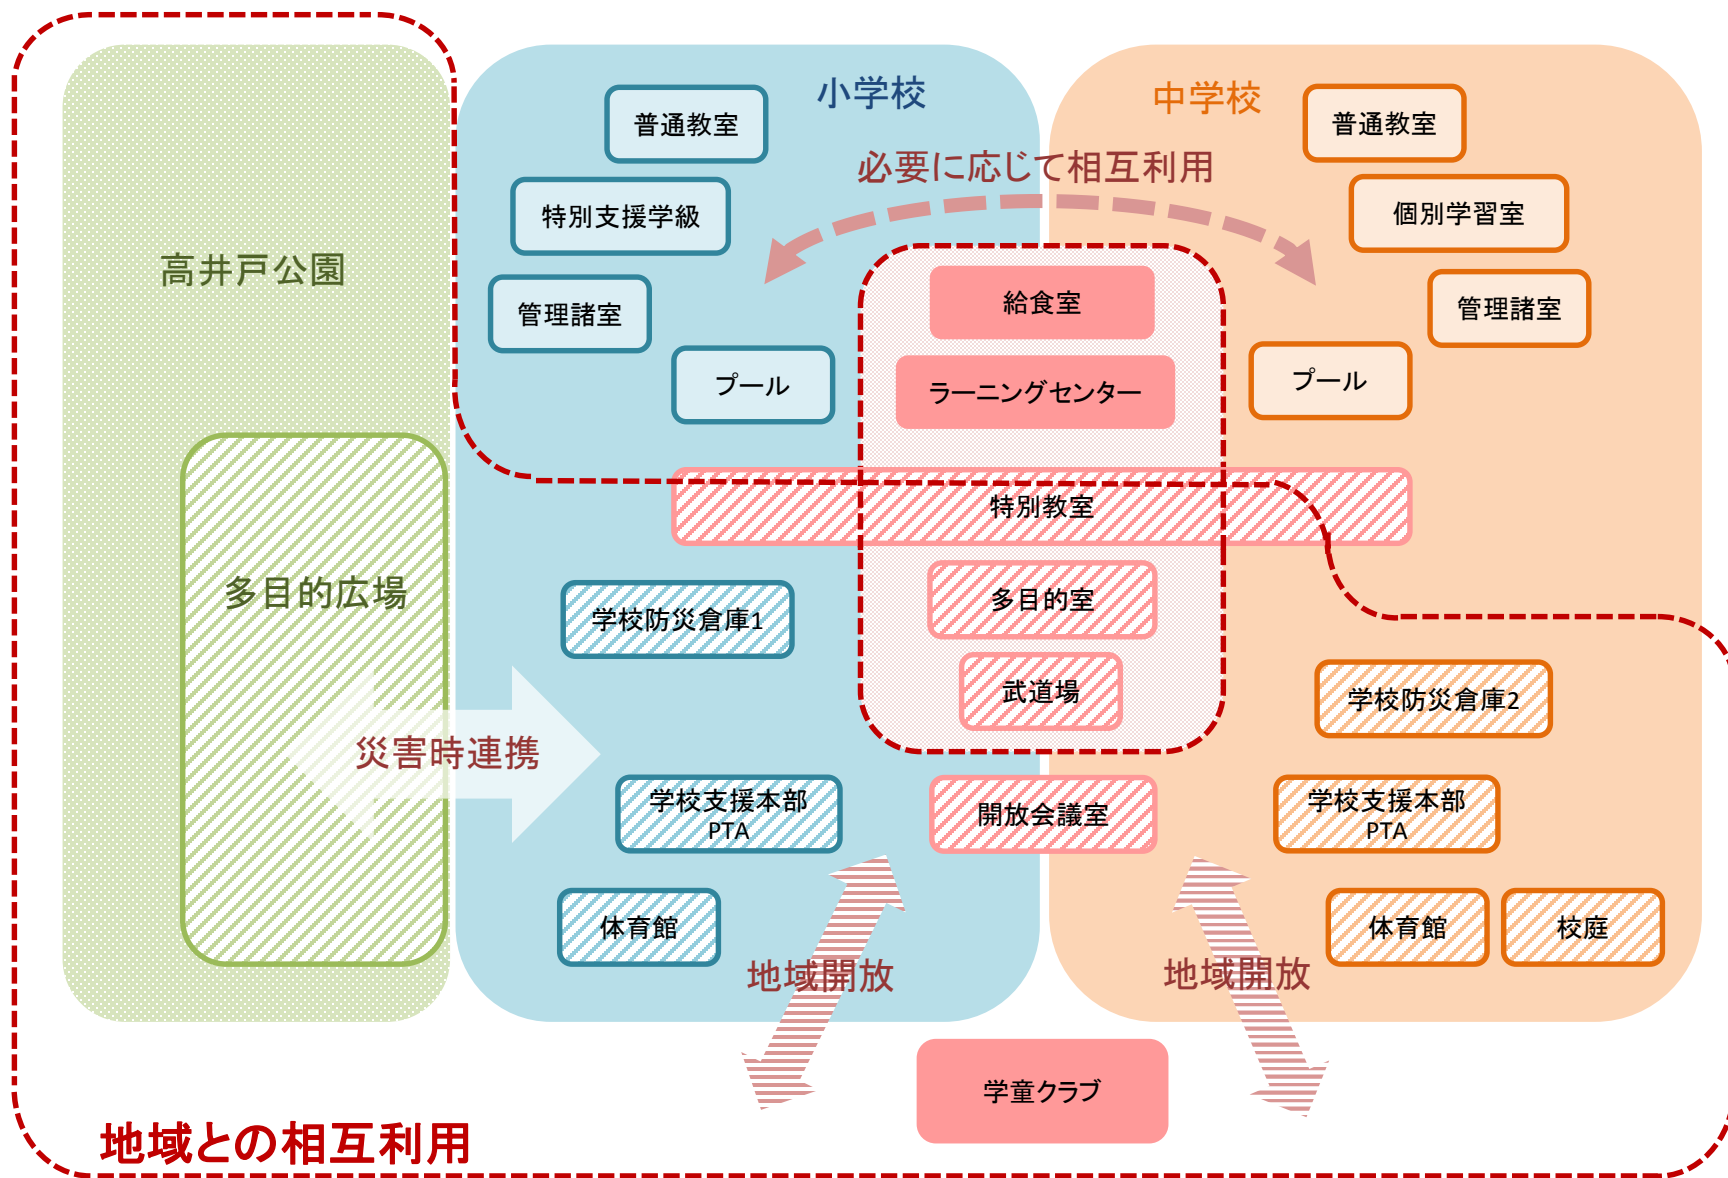 小学校
中学校
普通教室
普通教室
必要に応じて相互利用
特別支援学級
個別学習室
高井戸公園
管理諸室
給食室
管理諸室
プール
ラーニングセンター
プール
特別教室
多目的広場
学校防災倉庫1
多目的室
武道場
学校防災倉庫2
災害時連携
学校支援本部
PTA
開放会議室
学校支援本部
PTA
体育館
体育館
校庭
地域開放
地域開放
学童クラブ
地域との相互利用